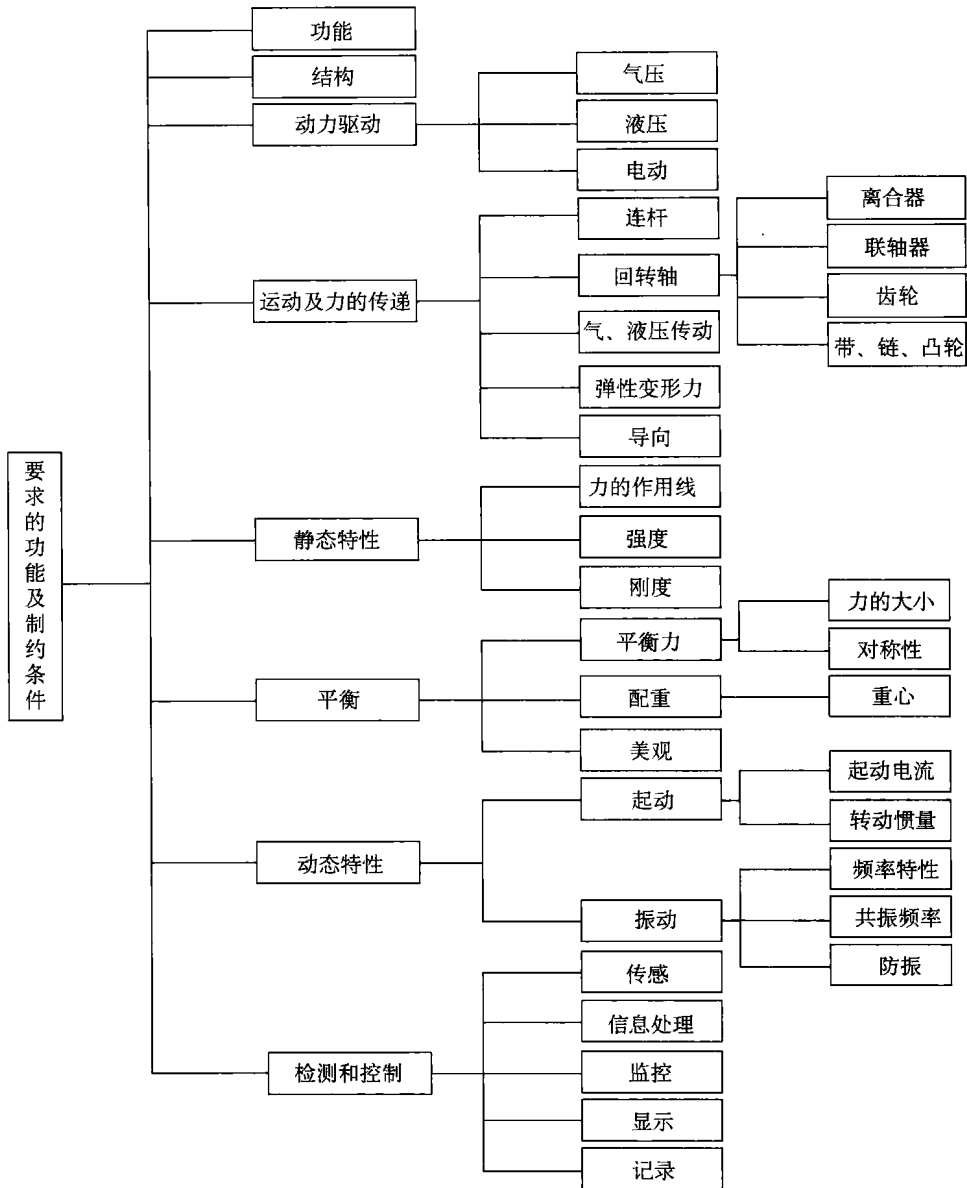 要求的功能及制约条件
功能
结构
动力驱动
气压
液压
电动
运动及力的传递
连杆
回转轴
离合器
联轴器
齿轮
带、链、凸轮
气、液压传动
弹性变形力
导向
静态特性
力的作用线
强度
刚度
平衡
平衡力
力的大小
对称性
配重
重心
美观
动态特性
起动
起动电流
转动惯量
振动
频率特性
共振频率
防振
检测和控制
传感
信息处理
监控
显示
记录